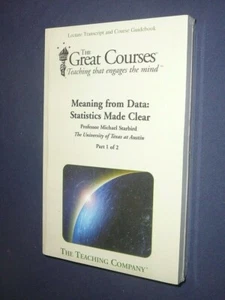 Lecture Transcript and Course Guidebook
THE
Great Courses®
Teaching that engages the mind™
Meaning from Data:
Statistics Made Clear
Professor Michael Starbird
The University of Texas at Austin
Part 1 of 2
THE TEACHING COMPANY®